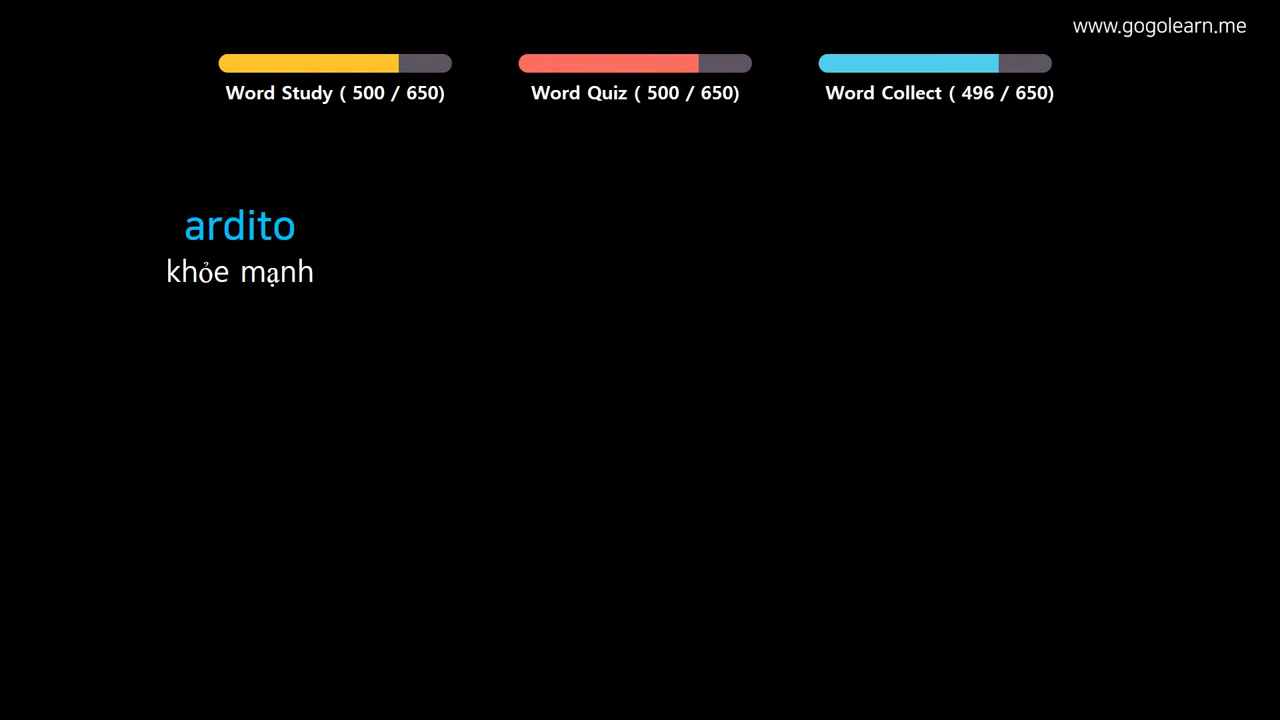 www.gogolearn.me
Word Study ( 500 / 650)
Word Quiz ( 500 / 650)
Word Collect ( 496 / 650)
ardito
khỏe mạnh